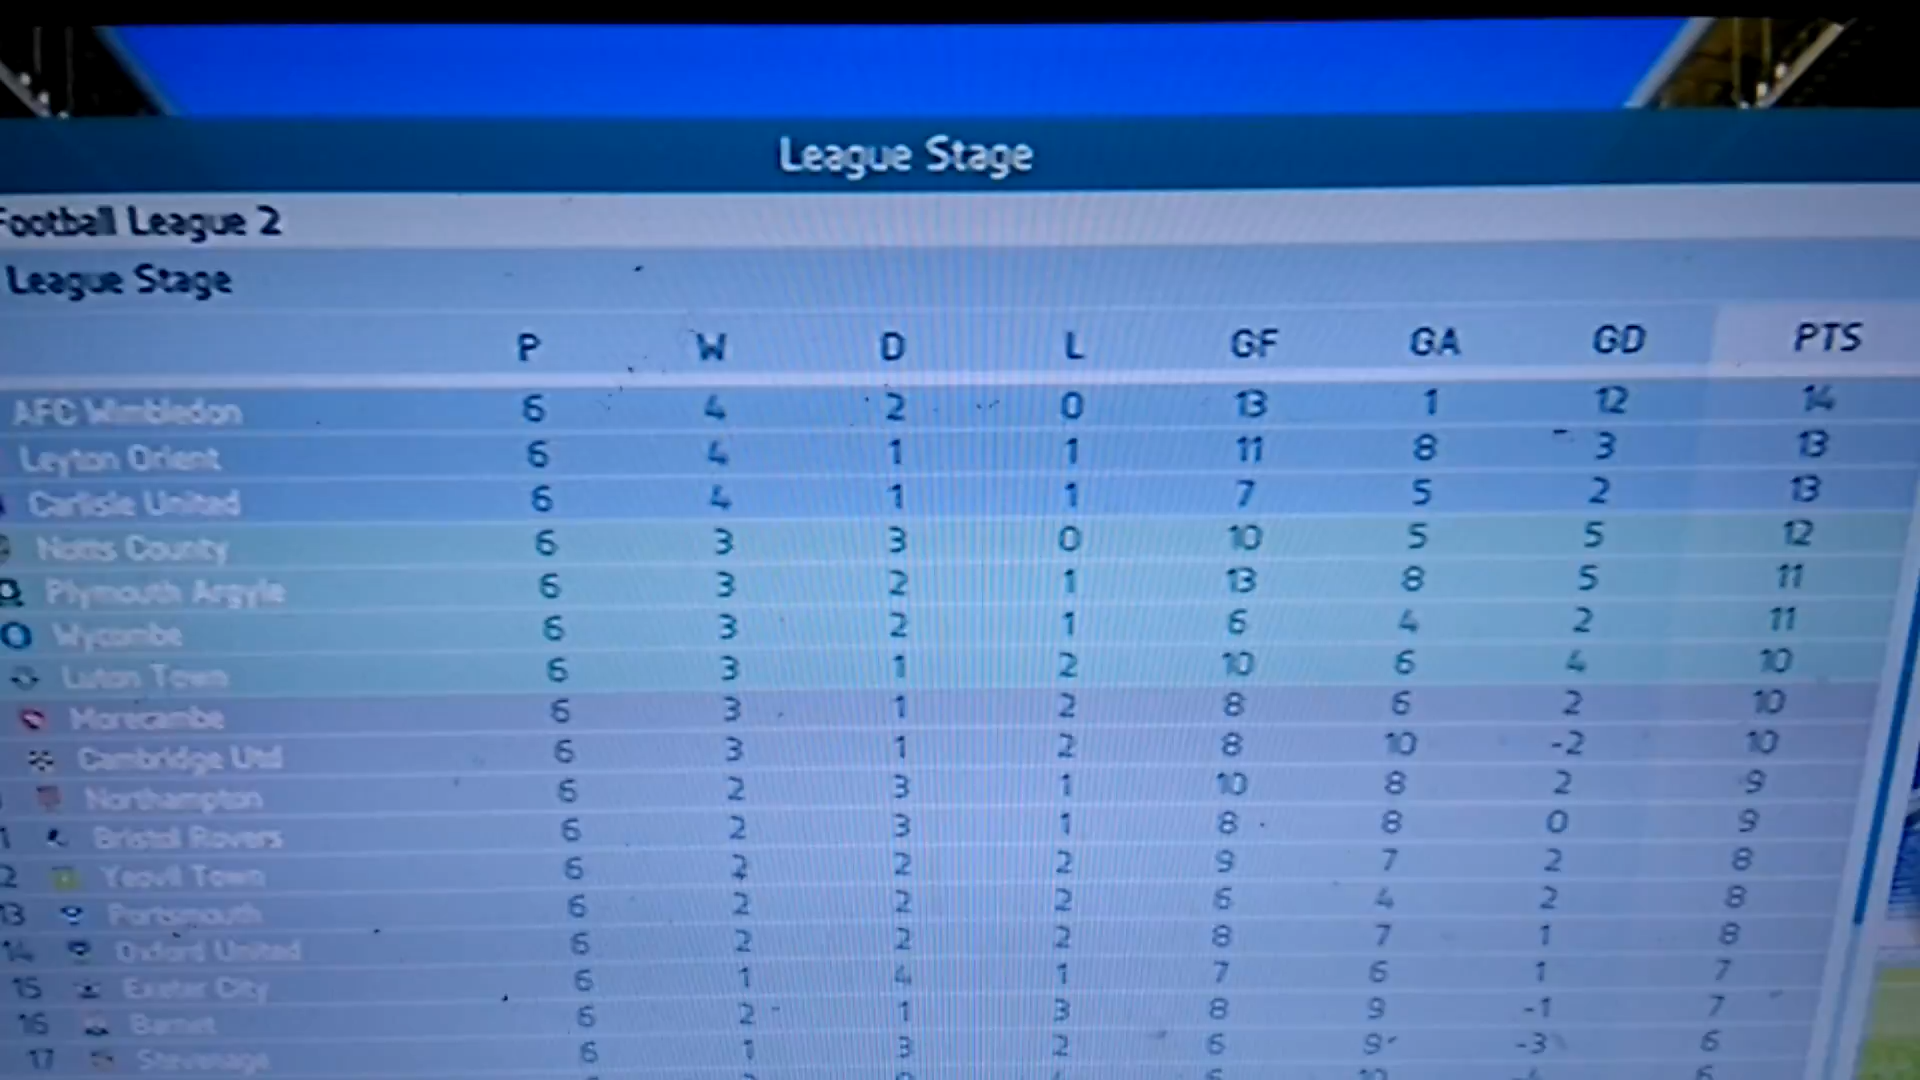 League Stage
Football League 2
League Stage
P W D L GF GA GD PTS
AFC Wimbledon 6 4 2 0 13 1 12 14
Leyton Orient 6 4 1 1 11 8 3 13
Carlisle United 6 4 1 1 7 5 2 13
Notts County 6 3 3 0 10 5 5 12
Plymouth Argyle 6 3 2 1 13 8 5 11
Wycombe 6 3 2 1 6 4 2 11
Luton Town 6 3 1 2 10 6 4 10
Morecambe 6 3 1 2 8 6 2 10
Cambridge Utd 6 3 1 2 8 10 -2 10
Northampton 6 2 3 1 10 8 2 9
1 Bristol Rovers 6 2 3 1 8 8 0 9
2 Yeovil Town 6 2 2 2 9 7 2 8
13 Portsmouth 6 2 2 2 6 4 2 8
14 Oxford United 6 2 2 2 8 7 1 8
15 Exeter City 6 1 4 1 7 6 1 7
16 Barnet 6 2 1 3 8 9 -1 7
17 Stevenage 6 1 3 2 6 9 -3 6